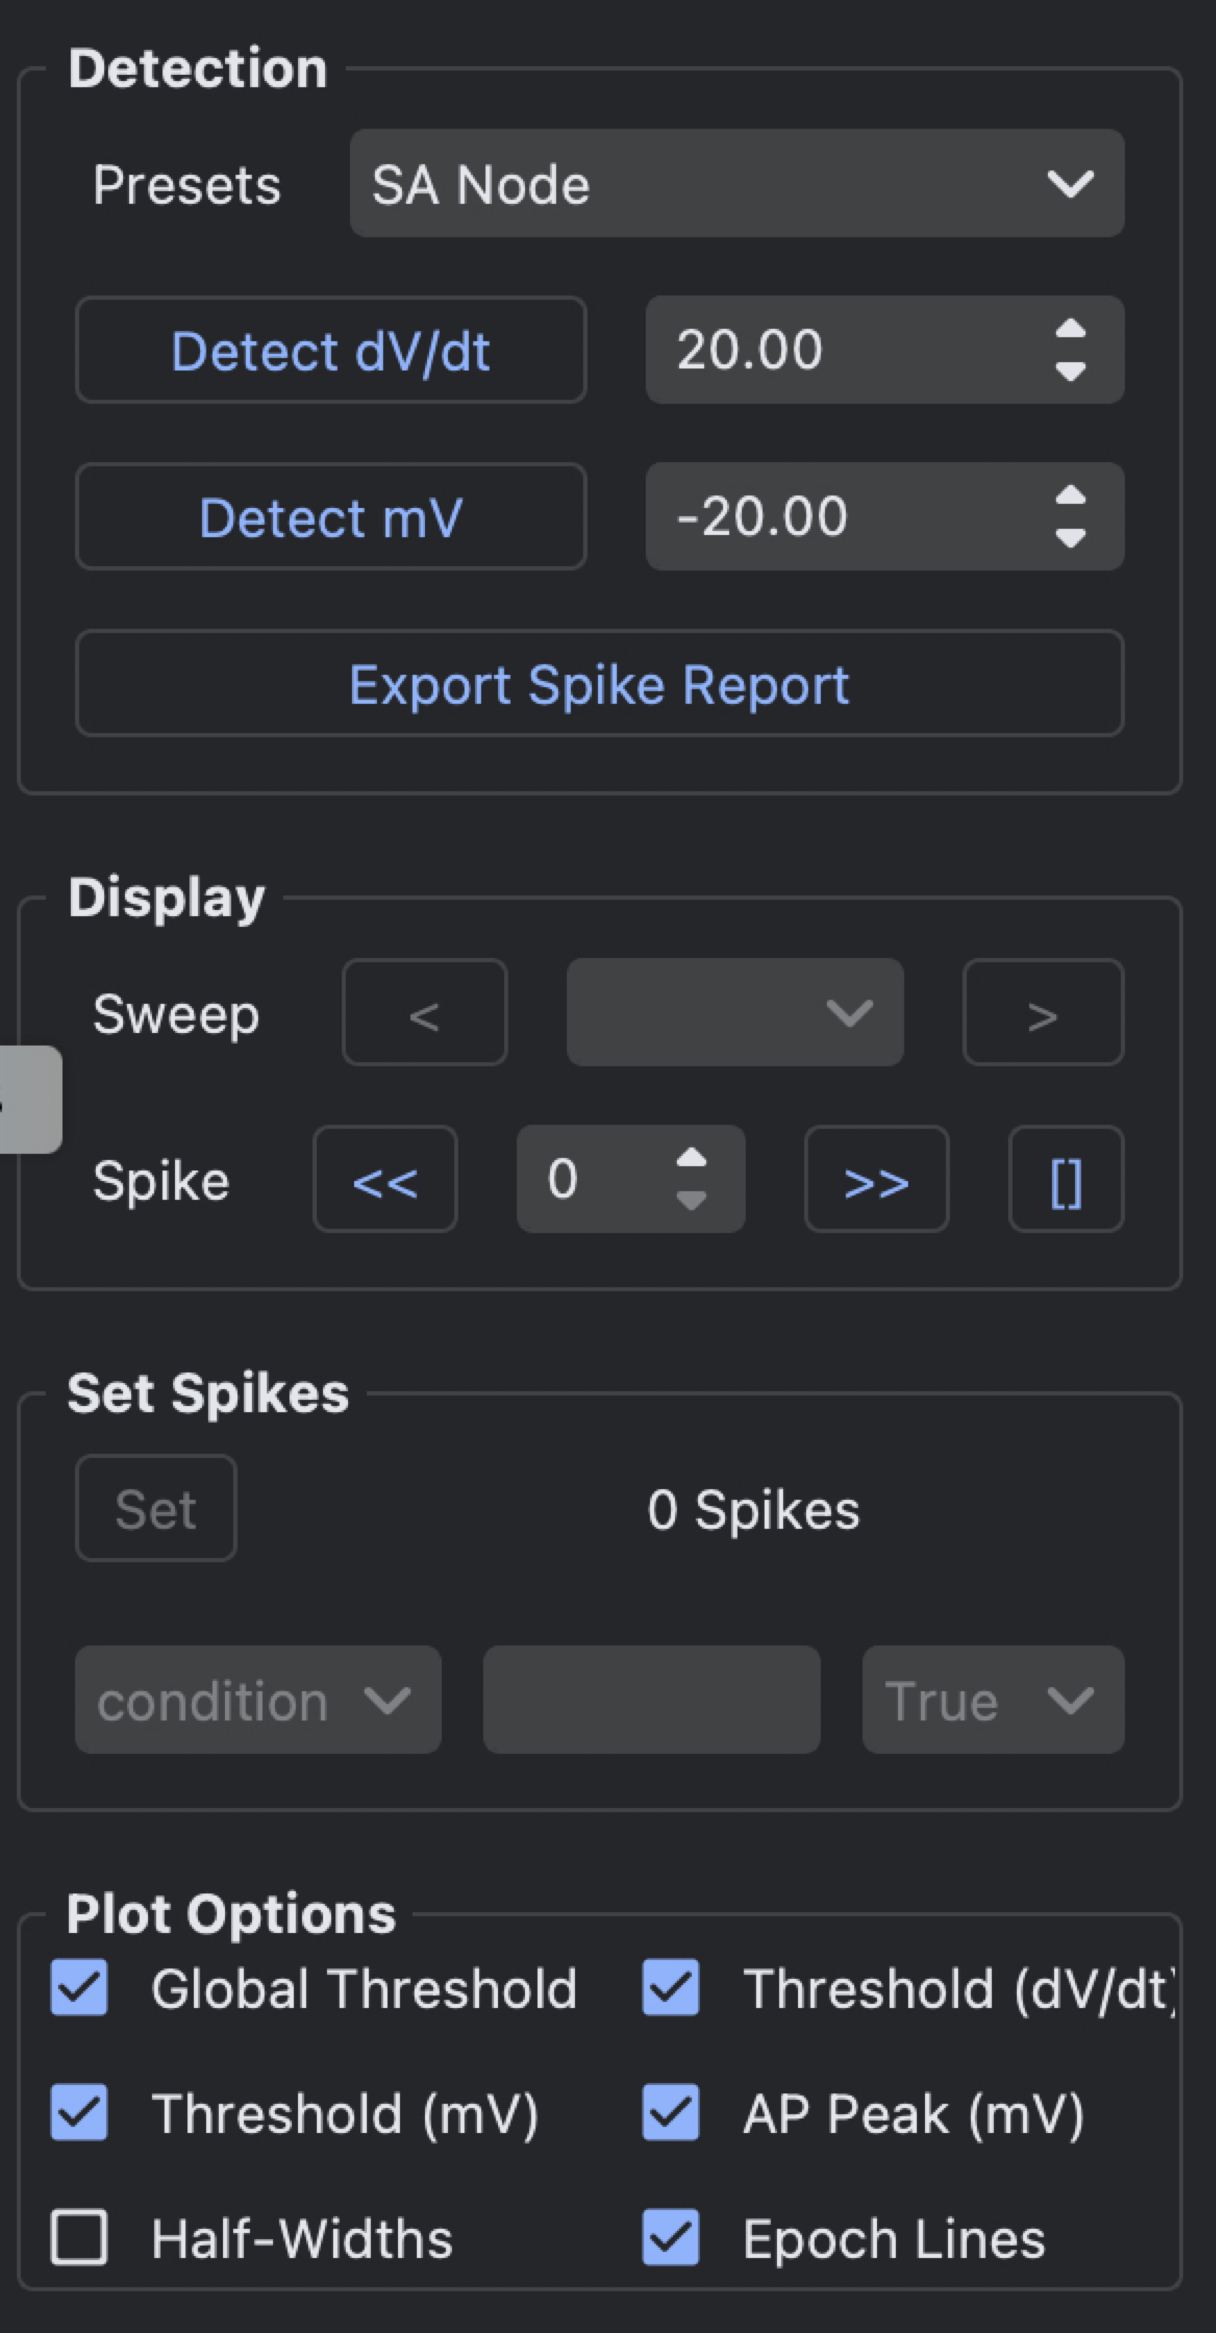 Detection
Presets SA Node
Detect dV/dt 20.00
Detect mV -20.00
Export Spike Report
Display
Sweep < >
Spike << 0 >> []
Set Spikes
Set 0 Spikes
condition True
Plot Options
Global Threshold Threshold (dV/dt)
Threshold (mV) AP Peak (mV)
Half-Widths Epoch Lines